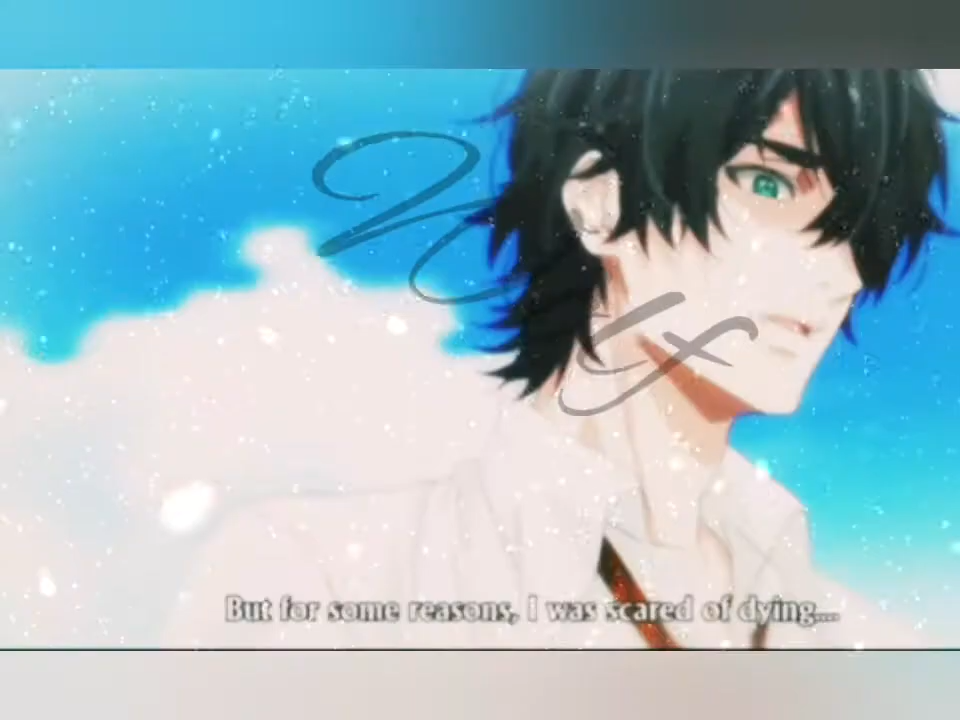 But for some reasons, I was scared of dying....